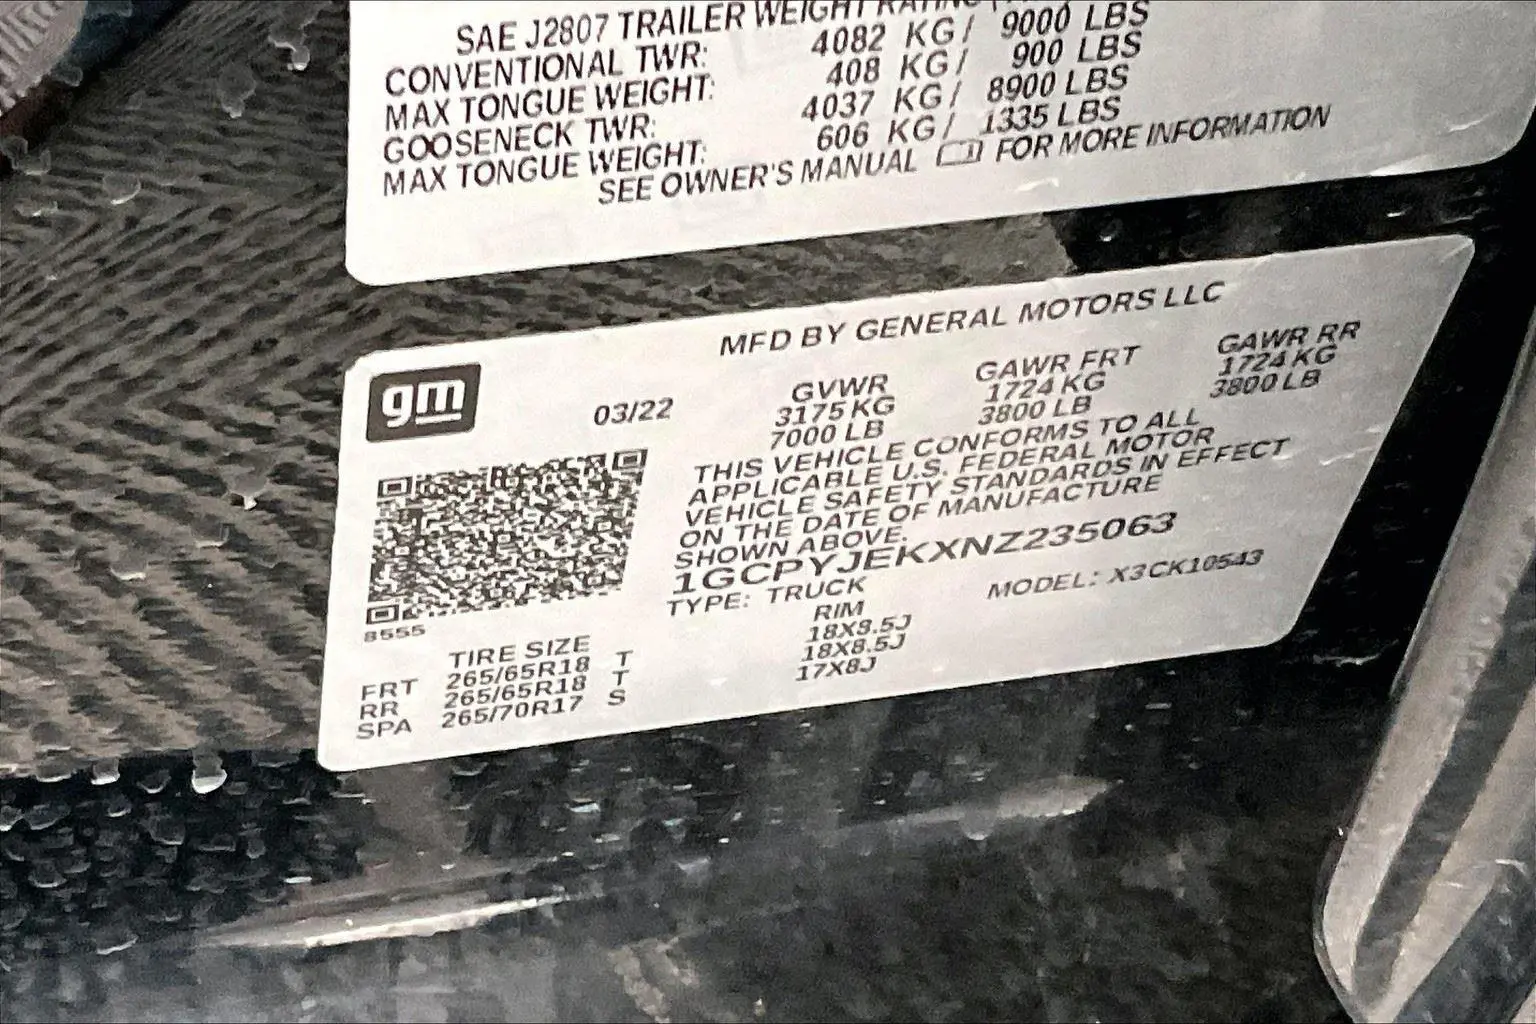 SAE J2807 TRAILER WEIGHT RATING
CONVENTIONAL TWR: 4082 KG/ 9000 LBS
MAX TONGUE WEIGHT: 408 KG/ 900 LBS
GOOSENECK TWR: 4037 KG/ 8900 LBS
MAX TONGUE WEIGHT: 606 KG/ 1335 LBS
SEE OWNER'S MANUAL FOR MORE INFORMATION
MFD BY GENERAL MOTORS LLC
gm
03/22
GVWR GAWR FRT GAWR RR
3175 KG 1724 KG 1724 KG
7000 LB 3800 LB 3800 LB
THIS VEHICLE CONFORMS TO ALL
APPLICABLE U.S. FEDERAL MOTOR
VEHICLE SAFETY STANDARDS IN EFFECT
ON THE DATE OF MANUFACTURE
SHOWN ABOVE.
1GCPYJEKXNZ235063
TYPE: TRUCK MODEL: X3CK10543
8555
TIRE SIZE RIM
FRT 265/65R18 T 18X8.5J
RR 265/65R18 T 18X8.5J
SPA 265/70R17 S 17X8J